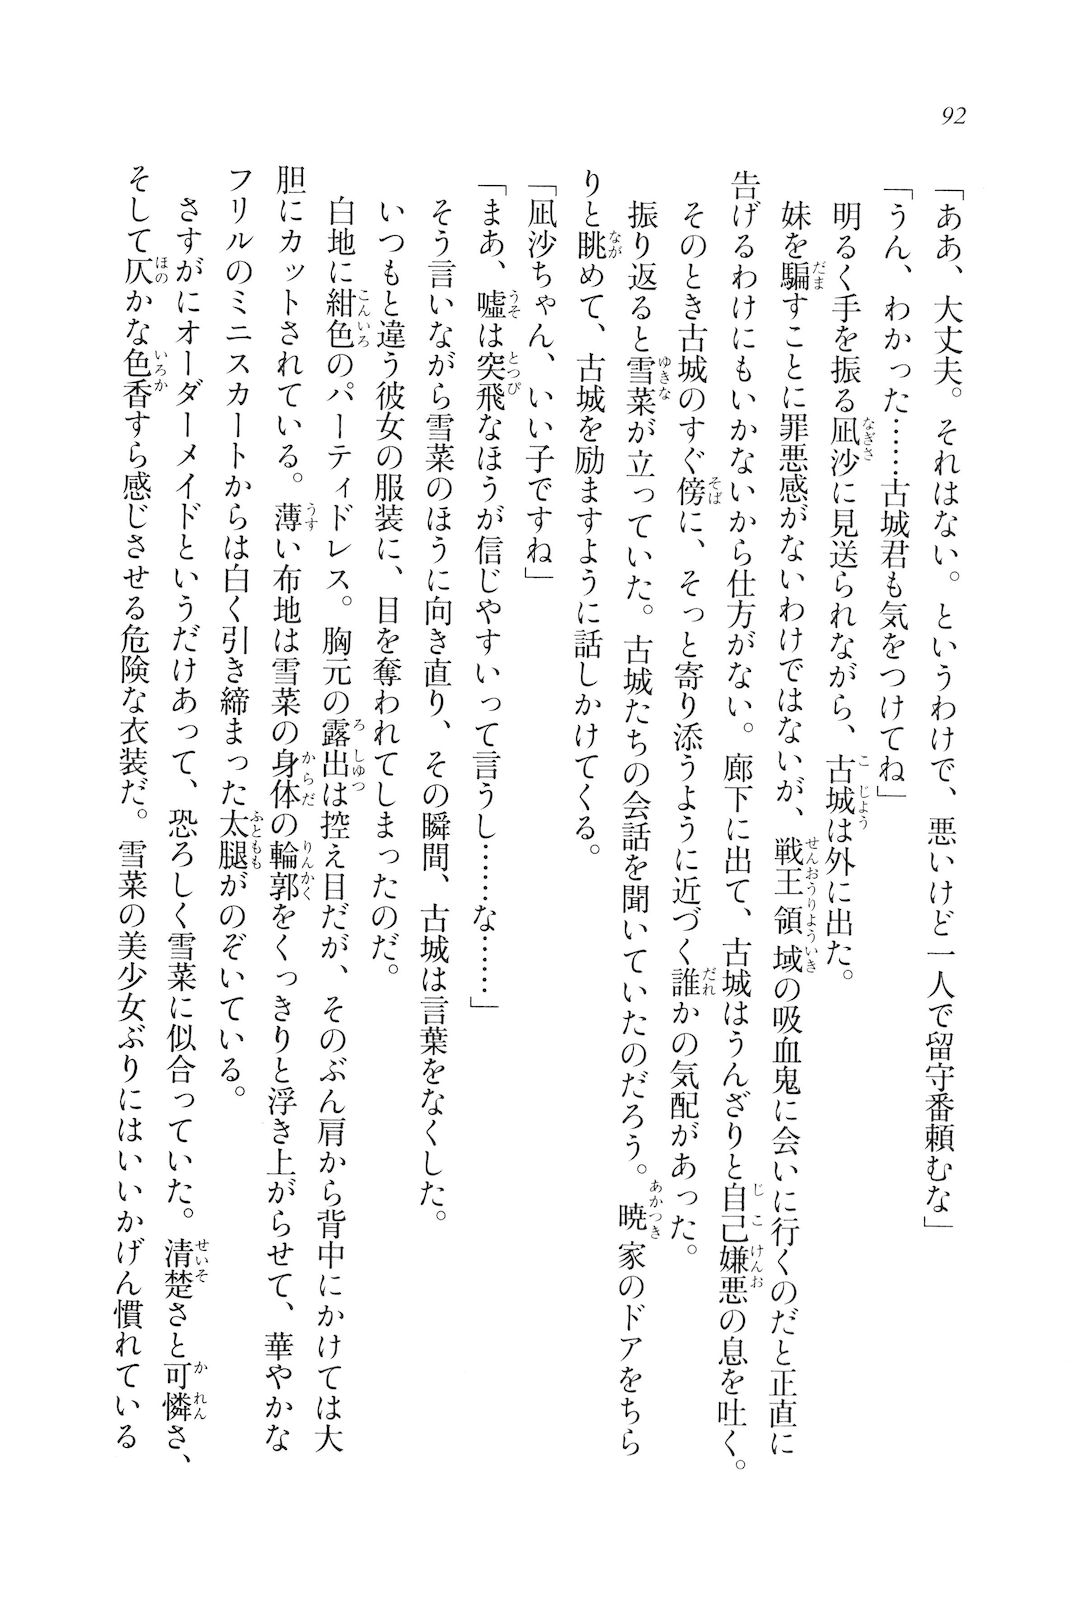 92
「ああ、大丈夫。それはない。というわけで、悪いけど一人で留守番頼むな」
「うん、わかった……古城君も気をつけてね」
明るく手を振る凪沙に見送られながら、古城は外に出た。
妹を騙すことに罪悪感がないわけではないが、戦王領域の吸血鬼に会いに行くのだと正直に
告げるわけにもいかないから仕方がない。廊下に出て、古城はうんざりと自己嫌悪の息を吐く。
そのとき古城のすぐ傍に、そっと寄り添うように近づく誰かの気配があった。
振り返ると雪菜が立っていた。古城たちの会話を聞いていたのだろう。暁家のドアをちら
りと眺めて、古城を励ますように話しかけてくる。
「凪沙ちゃん、いい子ですね」
「まあ、嘘は突飛なほうが信じやすいって言うし……な……」
そう言いながら雪菜のほうに向き直り、その瞬間、古城は言葉をなくした。
いつもと違う彼女の服装に、目を奪われてしまったのだ。
白地に紺色のパーティドレス。胸元の露出は控え目だが、そのぶん肩から背中にかけては大
胆にカットされている。薄い布地は雪菜の身体の輪郭をくっきりと浮き上がらせて、華やかな
フリルのミニスカートからは白く引き締まった太腿がのぞいている。
さすがにオーダーメイドというだけあって、恐ろしく雪菜に似合っていた。清楚さと可憐さ、
そして仄かな色香すら感じさせる危険な衣装だ。雪菜の美少女ぶりにはいいかげん慣れている